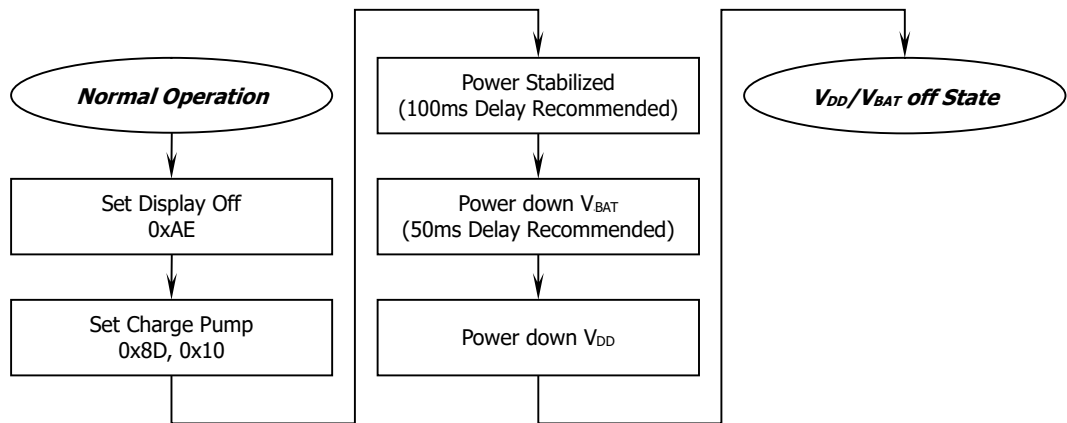 Normal Operation
Set Display Off
0xAE
Set Charge Pump
0x8D, 0x10
Power Stabilized
(100ms Delay Recommended)
Power down VBAT
(50ms Delay Recommended)
Power down VDD
VDD/VBAT off State